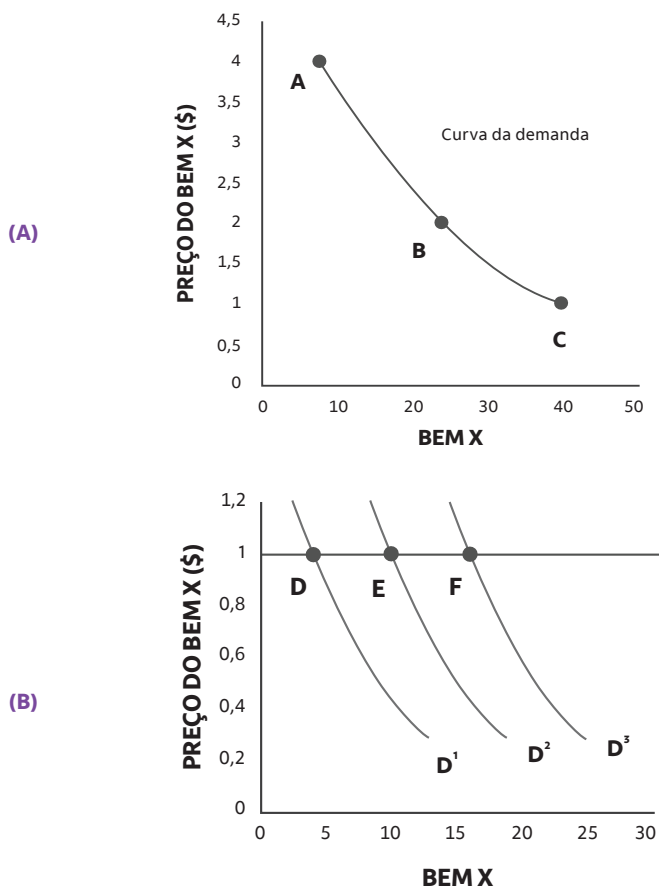 (A)
PREÇO DO BEM X ($)
4,5
4
3,5
3
2,5
2
1,5
1
0,5
0
A
Curva da demanda
B
C
0 10 20 30 40 50
BEM X
(B)
PREÇO DO BEM X ($)
1,2
1
0,8
0,6
0,4
0,2
0
D E F
D¹ D² D³
0 5 10 15 20 25 30
BEM X